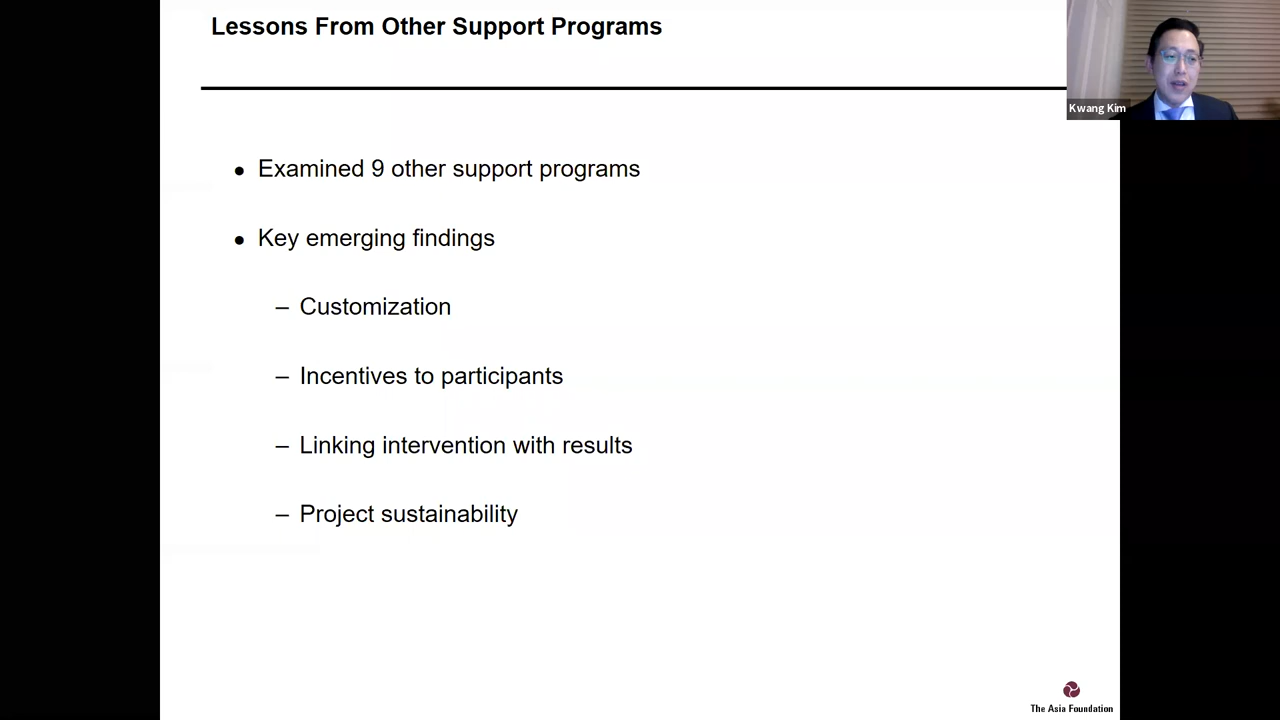 Lessons From Other Support Programs
Kwang Kim
• Examined 9 other support programs
• Key emerging findings
– Customization
– Incentives to participants
– Linking intervention with results
– Project sustainability
The Asia Foundation